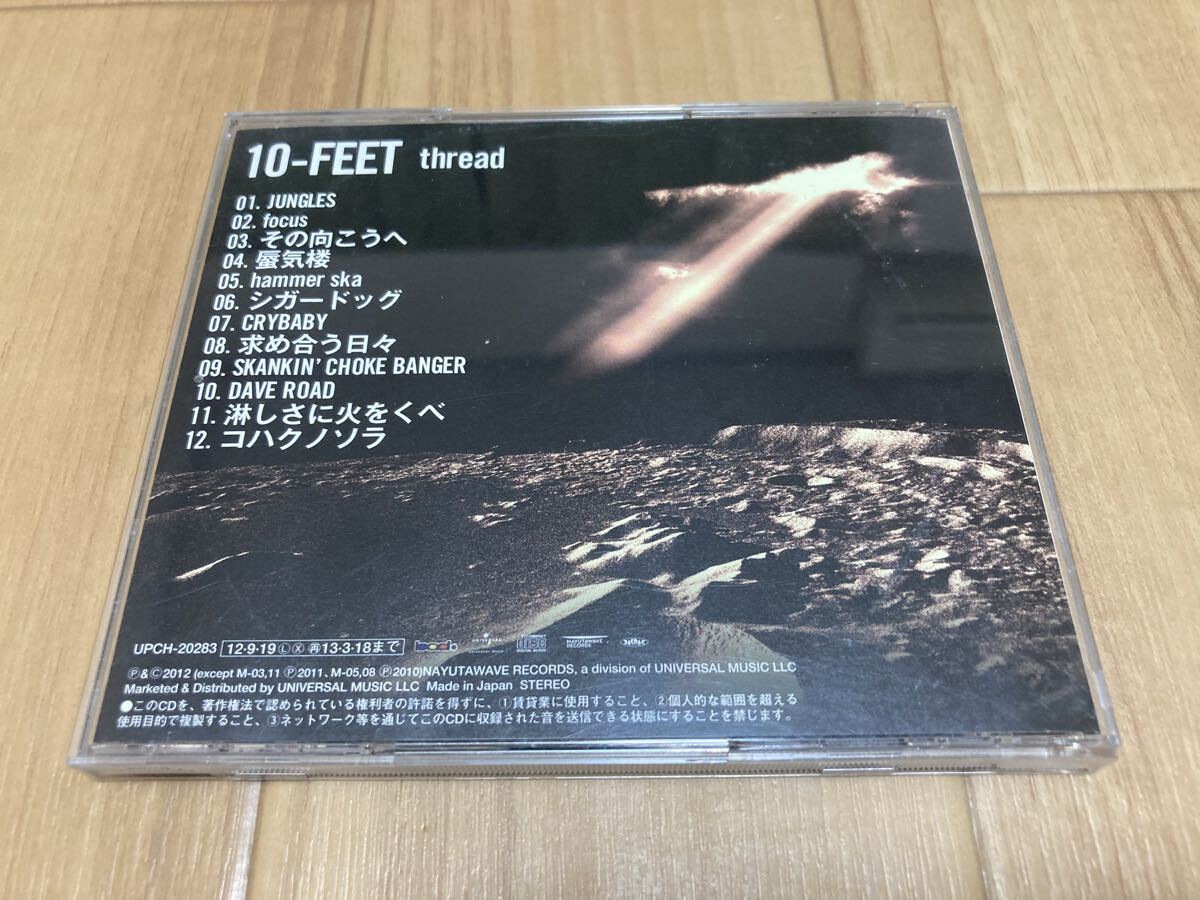 10-FEET thread
01. JUNGLES
02. focus
03. その向こうへ
04. 蜃気楼
05. hammer ska
06. シガードッグ
07. CRYBABY
08. 求め合う日々
09. SKANKIN' CHOKE BANGER
10. DAVE ROAD
11. 淋しさに火をくべ
12. コハクノソラ
UPCH-20283 12・9・19 Ⓛ Ⓧ ㊞13・3・18まで
Ⓟ&Ⓒ2012 (except M-03,11 Ⓟ2011、M-05,08 Ⓟ2010)NAYUTAWAVE RECORDS, a division of UNIVERSAL MUSIC LLC
Marketed & Distributed by UNIVERSAL MUSIC LLC Made in Japan STEREO
●このCDを、著作権法で認められている権利者の許諾を得ずに、①賃貸業に使用すること、②個人的な範囲を超える
使用目的で複製すること、③ネットワーク等を通じてこのCDに収録された音を送信できる状態にすることを禁じます。